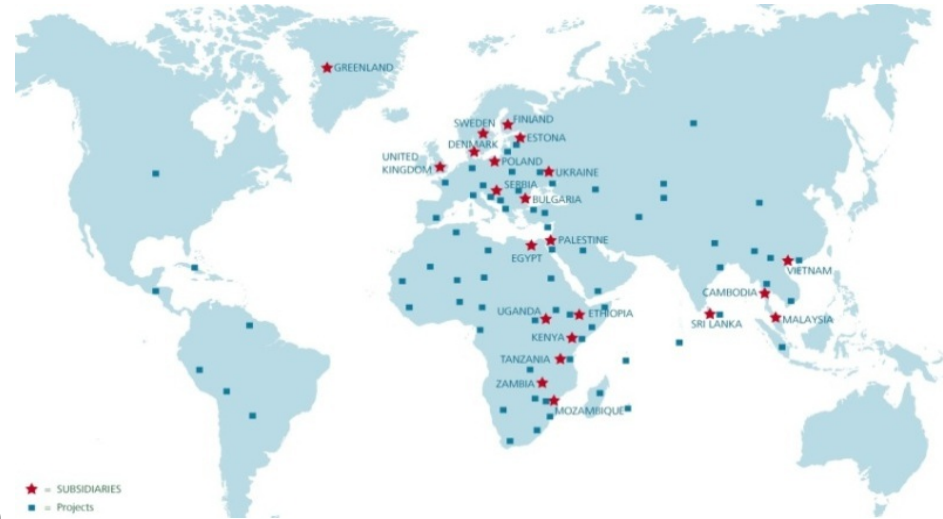 GREENLAND
SWEDEN
FINLAND
ESTONA
DENMARK
UNITED
KINGDOM
POLAND
UKRAINE
SERBIA
BULGARIA
PALESTINE
EGYPT
VIETNAM
CAMBODIA
UGANDA
ETHIOPIA
SRI LANKA
MALAYSIA
KENYA
TANZANIA
ZAMBIA
MOZAMBIQUE
= SUBSIDIARIES
= Projects